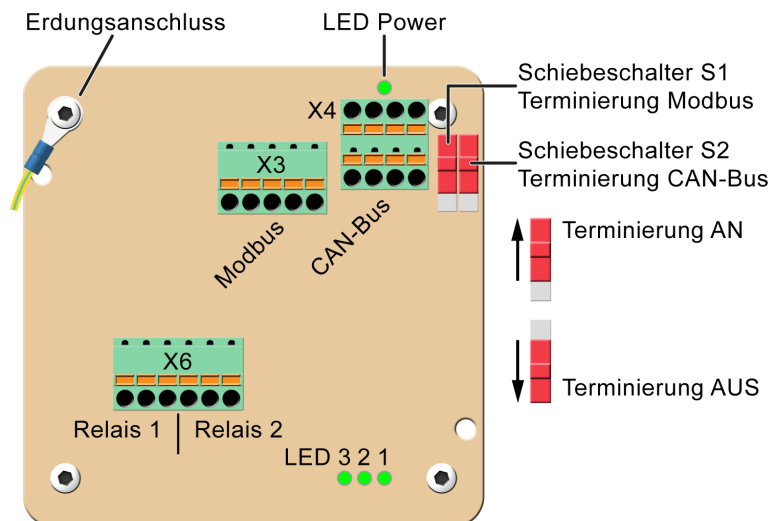 Erdungsanschluss
LED Power
Schiebeschalter S1
Terminierung Modbus
X4
X3
Schiebeschalter S2
Terminierung CAN-Bus
Modbus
CAN-Bus
Terminierung AN
X6
Terminierung AUS
Relais 1
Relais 2
LED 3 2 1